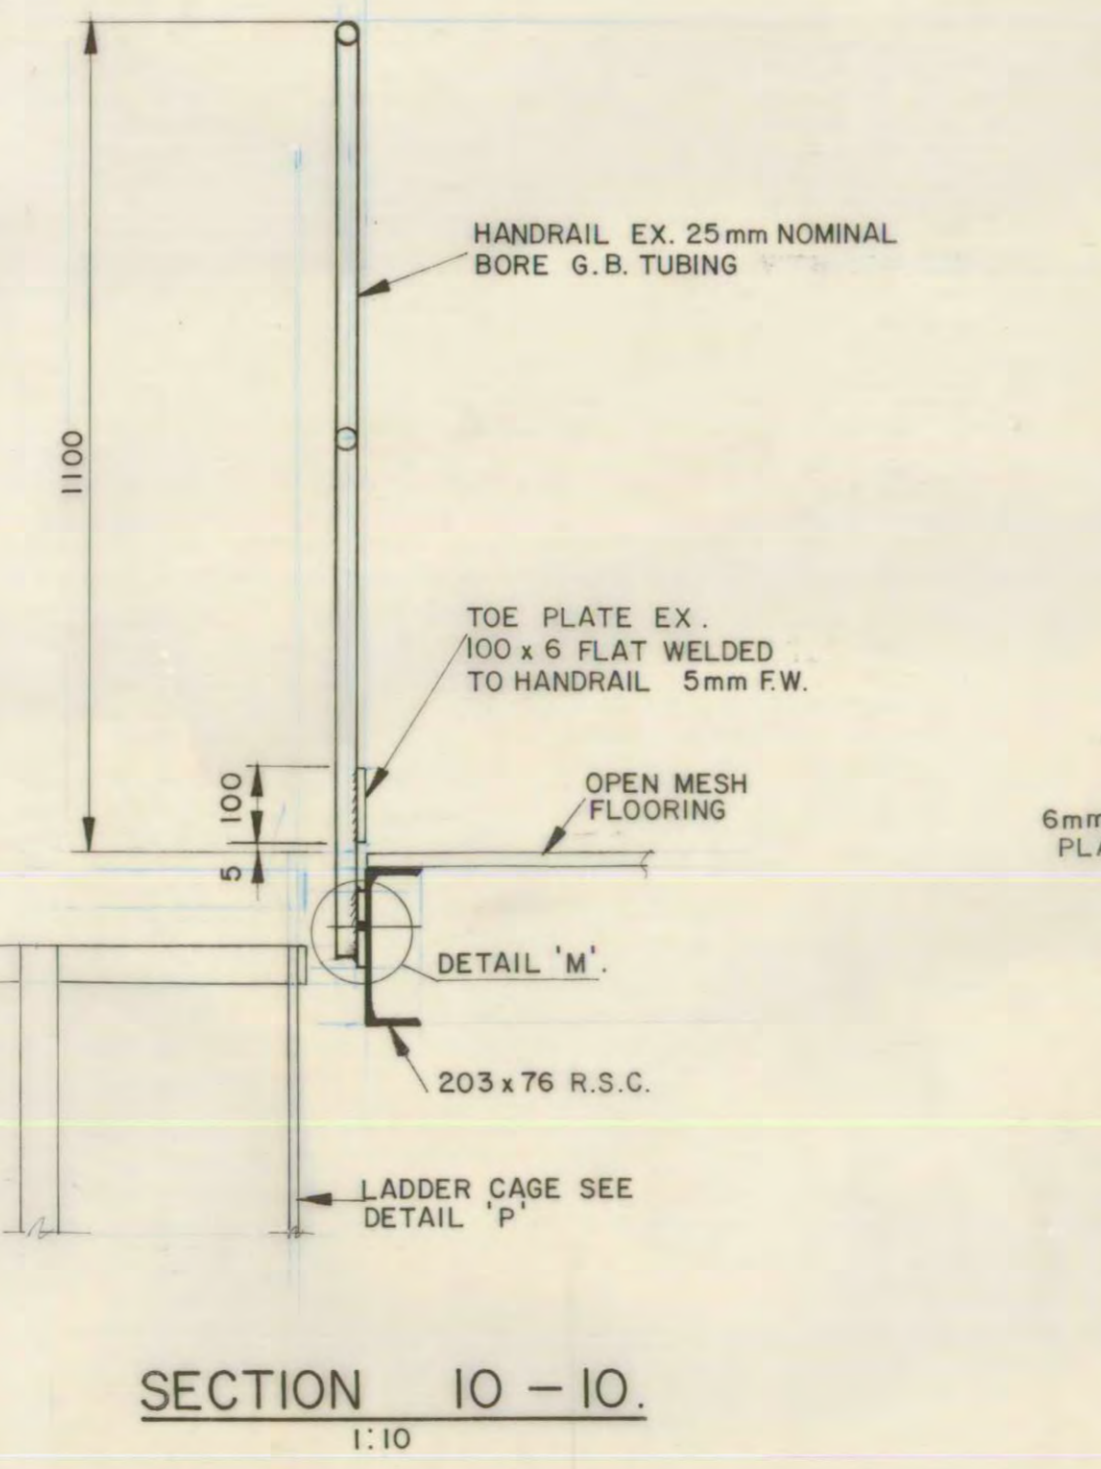 HANDRAIL EX. 25mm NOMINAL
BORE G.B. TUBING
1100
TOE PLATE EX.
100 x 6 FLAT WELDED
TO HANDRAIL 5mm F.W.
100
OPEN MESH
FLOORING
6mm
PLA
5
DETAIL 'M'.
203 x 76 R.S.C.
LADDER CAGE SEE
DETAIL 'P'
SECTION 10 - 10.
1:10